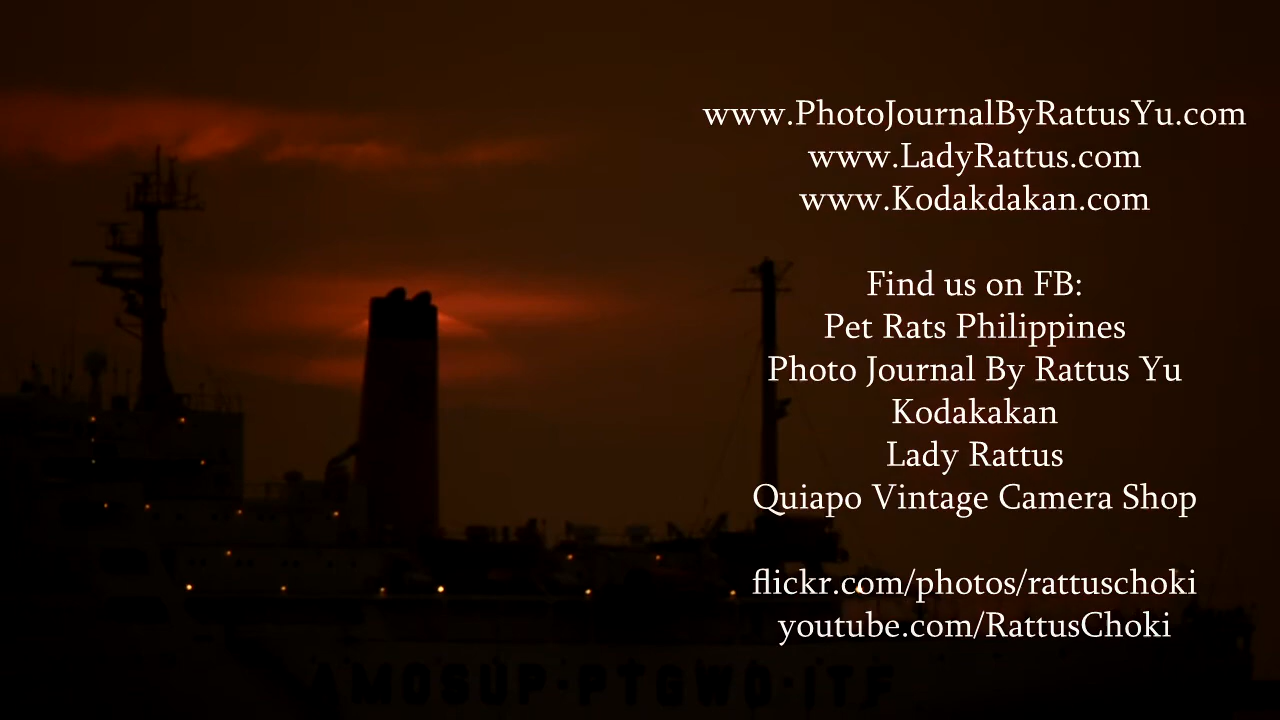 www.PhotoJournalByRattusYu.com
www.LadyRattus.com
www.Kodakdakan.com
Find us on FB:
Pet Rats Philippines
Photo Journal By Rattus Yu
Kodakakan
Lady Rattus
Quiapo Vintage Camera Shop
flickr.com/photos/rattuschoki
youtube.com/RattusChoki
AMOSUP·PTGWO·ITF